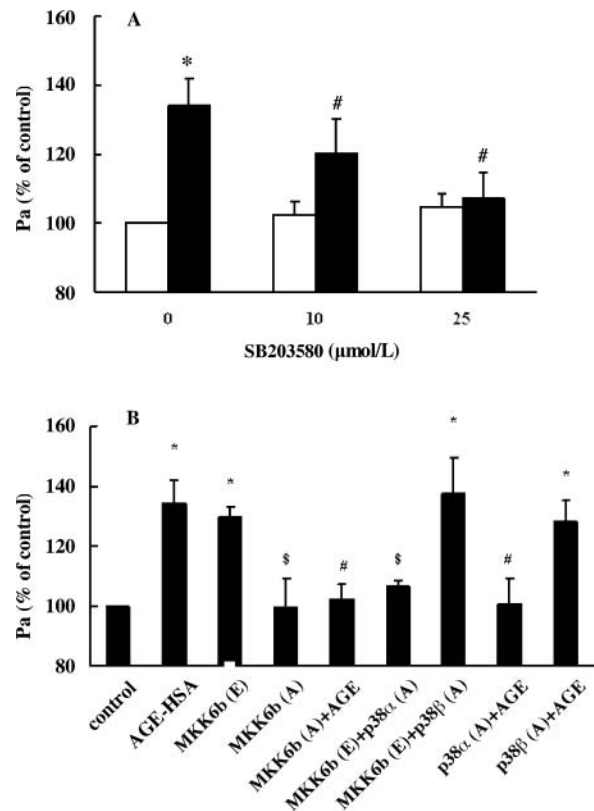 A
Pa (% of control)
160
140
120
100
80
*
#
#
0 10 25
SB203580 (µmol/L)
B
Pa (% of control)
160
140
120
100
80
*
*
$
#
$
*
#
*
control
AGE-HSA
MKK6b (E)
MKK6b (A)
MKK6b (A)+AGE
MKK6b (E)+p38α (A)
MKK6b (E)+p38β (A)
p38α (A)+AGE
p38β (A)+AGE